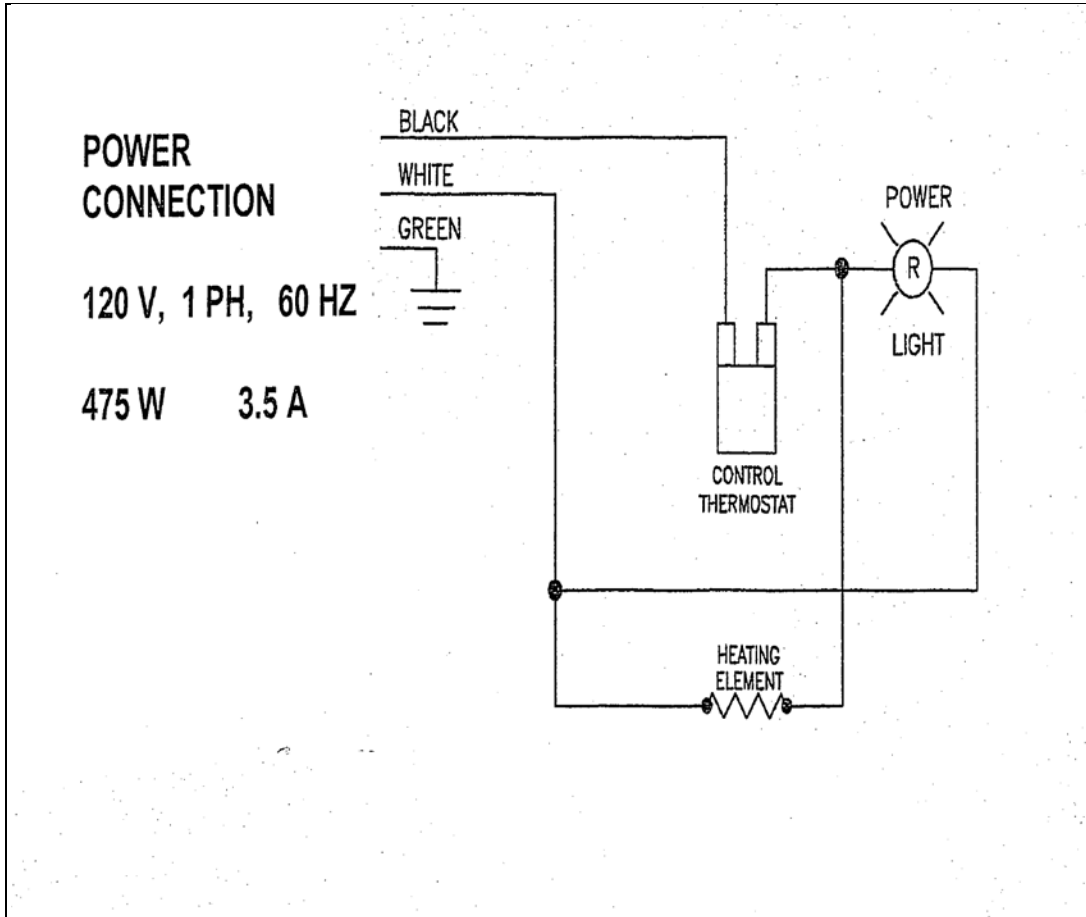 POWER
CONNECTION
120 V, 1 PH, 60 HZ
475 W 3.5 A
BLACK
WHITE
GREEN
POWER
R
LIGHT
CONTROL
THERMOSTAT
HEATING
ELEMENT